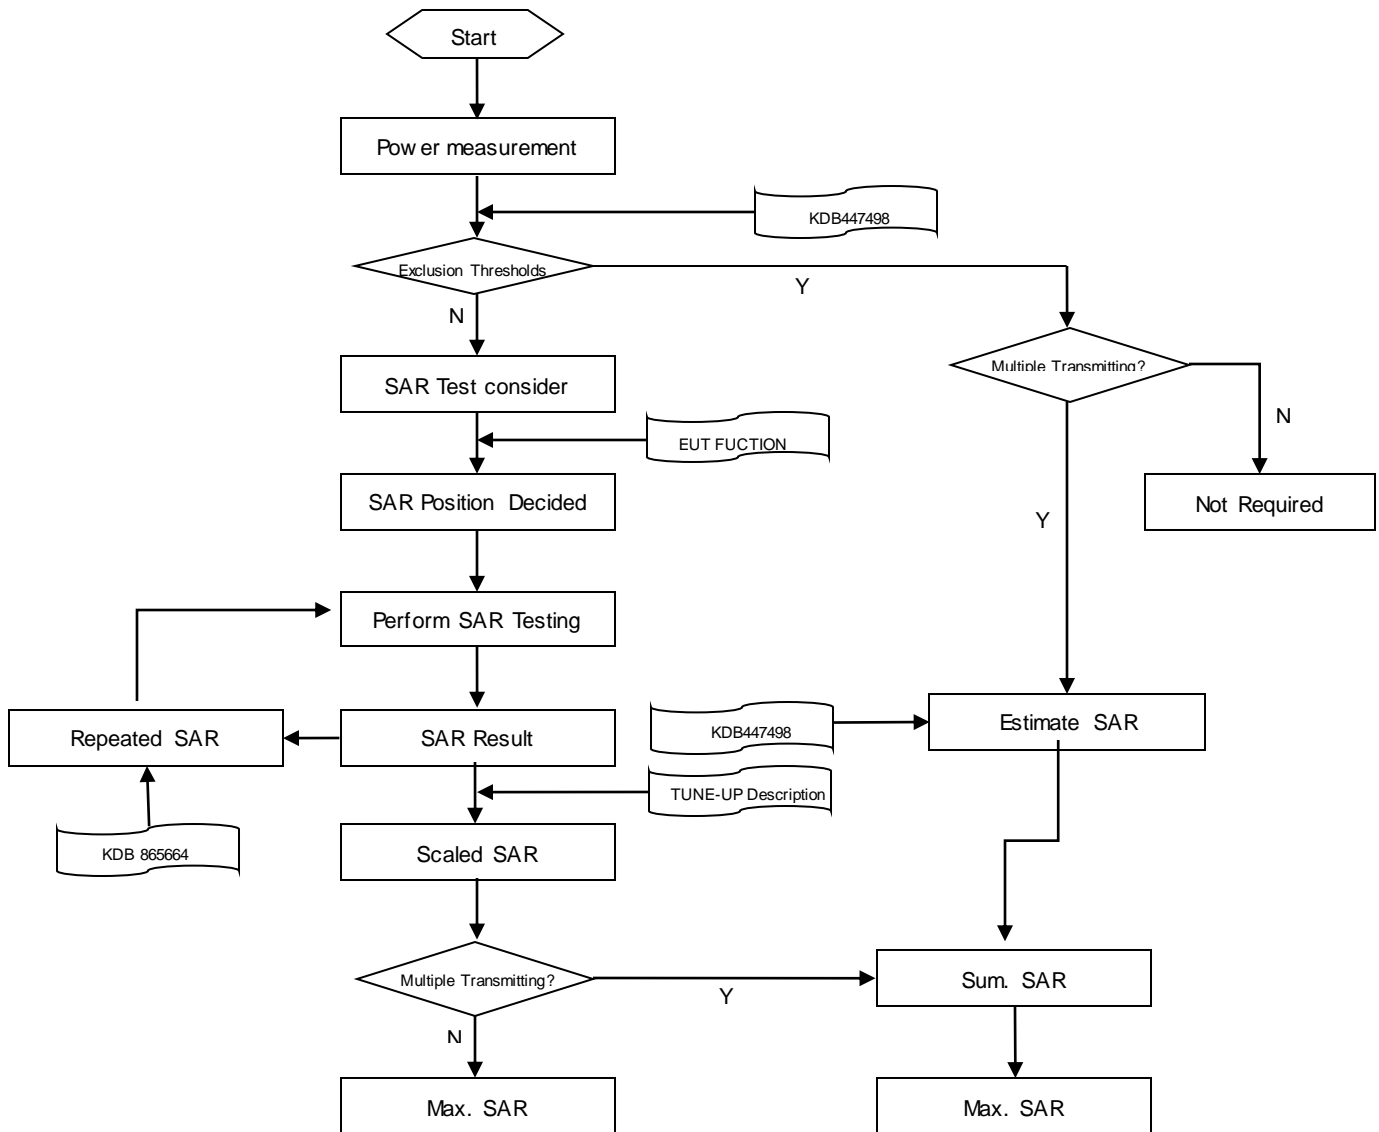 Start
Power measurement
KDB447498
Exclusion Thresholds
Y
N
Multiple Transmitting?
SAR Test consider
N
EUT FUCTION
SAR Position Decided
Not Required
Y
Perform SAR Testing
Repeated SAR
SAR Result
KDB447498
Estimate SAR
TUNE-UP Description
KDB 865664
Scaled SAR
Multiple Transmitting?
Y
Sum. SAR
N
Max. SAR
Max. SAR